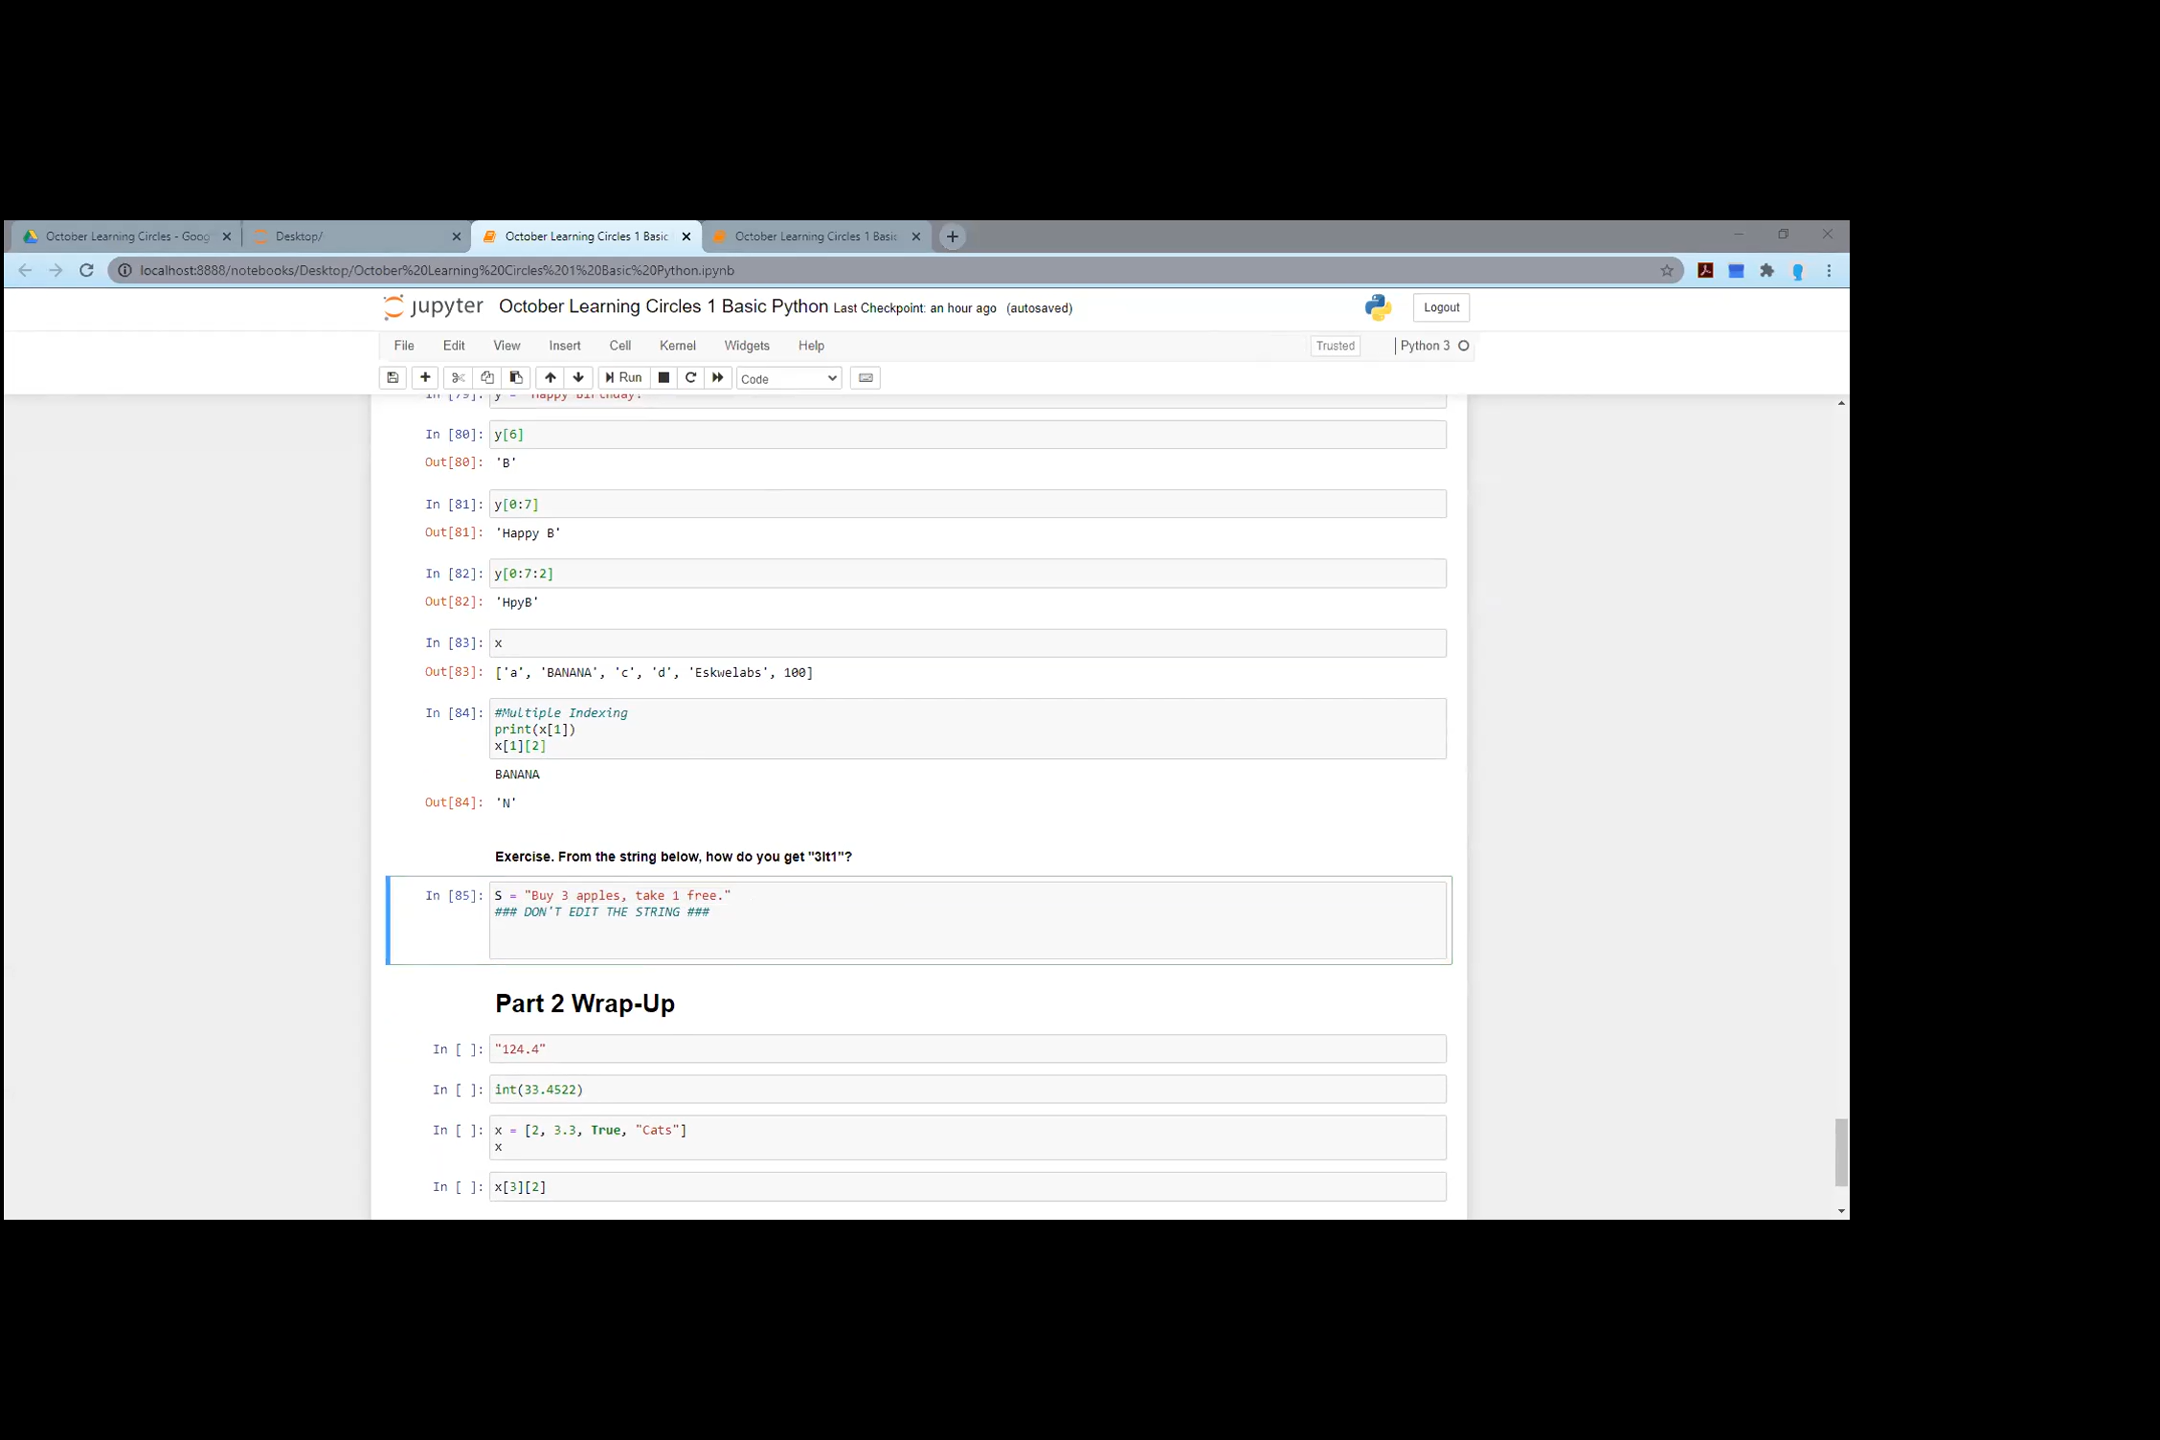 October Learning Circles - Goog
Desktop/
October Learning Circles 1 Basic
October Learning Circles 1 Basic
localhost:8888/notebooks/Desktop/October%20Learning%20Circles%201%20Basic%20Python.ipynb
jupyter October Learning Circles 1 Basic Python Last Checkpoint: an hour ago (autosaved)
Logout
File Edit View Insert Cell Kernel Widgets Help
Trusted
Python 3
Run
Code
In [79]: y = "Happy Birthday!"
In [80]: y[6]
Out[80]: 'B'
In [81]: y[0:7]
Out[81]: 'Happy B'
In [82]: y[0:7:2]
Out[82]: 'HpyB'
In [83]: x
Out[83]: ['a', 'BANANA', 'c', 'd', 'Eskwelabs', 100]
In [84]: #Multiple Indexing
print(x[1])
x[1][2]
BANANA
Out[84]: 'N'
Exercise. From the string below, how do you get "3lt1"?
In [85]: S = "Buy 3 apples, take 1 free."
### DON'T EDIT THE STRING ###
Part 2 Wrap-Up
In [ ]: "124.4"
In [ ]: int(33.4522)
In [ ]: x = [2, 3.3, True, "Cats"]
x
In [ ]: x[3][2]